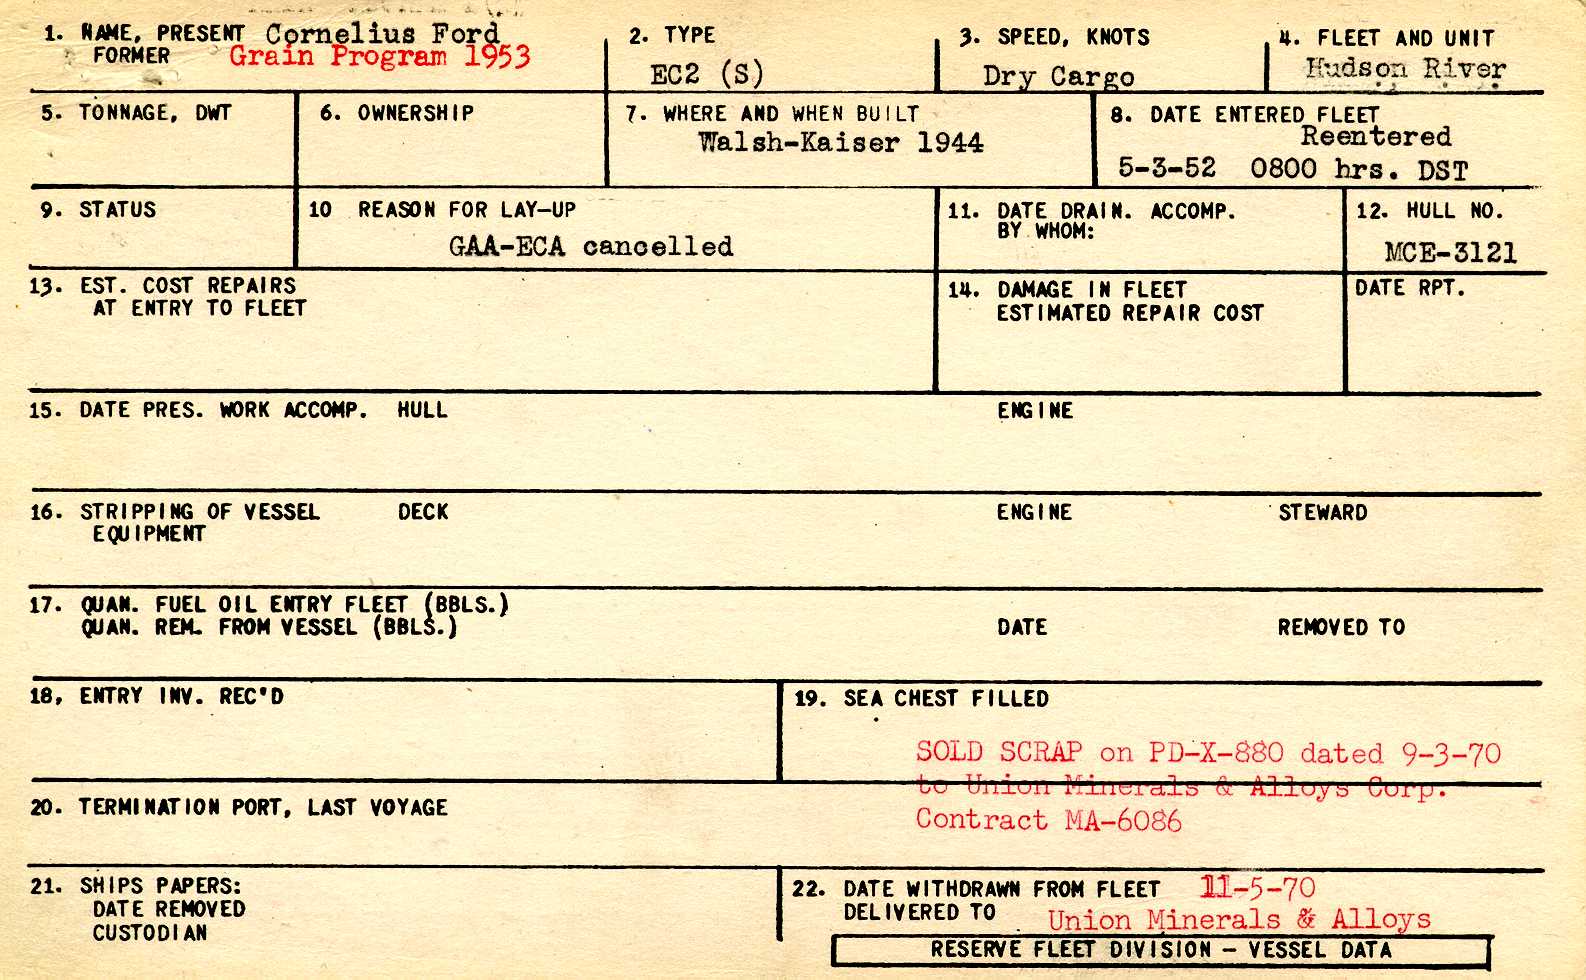 1. NAME, PRESENT Cornelius Ford
FORMER Grain Program 1953
2. TYPE
EC2 (S)
3. SPEED, KNOTS
Dry Cargo
4. FLEET AND UNIT
Hudson River
5. TONNAGE, DWT
6. OWNERSHIP
7. WHERE AND WHEN BUILT
Walsh-Kaiser 1944
8. DATE ENTERED FLEET
Reentered
5-3-52 0800 hrs. DST
9. STATUS
10 REASON FOR LAY-UP
GAA-ECA cancelled
11. DATE DRAIN. ACCOMP.
BY WHOM:
12. HULL NO.
MCE-3121
13. EST. COST REPAIRS
AT ENTRY TO FLEET
14. DAMAGE IN FLEET
ESTIMATED REPAIR COST
DATE RPT.
15. DATE PRES. WORK ACCOMP. HULL ENGINE
16. STRIPPING OF VESSEL DECK ENGINE STEWARD
EQUIPMENT
17. QUAN. FUEL OIL ENTRY FLEET (BBLS.)
QUAN. REM. FROM VESSEL (BBLS.) DATE REMOVED TO
18, ENTRY INV. REC'D
19. SEA CHEST FILLED
SOLD SCRAP on PD-X-880 dated 9-3-70
to Union Minerals & Alloys Corp.
Contract MA-6086
20. TERMINATION PORT, LAST VOYAGE
21. SHIPS PAPERS:
DATE REMOVED
CUSTODIAN
22. DATE WITHDRAWN FROM FLEET 11-5-70
DELIVERED TO Union Minerals & Alloys
RESERVE FLEET DIVISION - VESSEL DATA